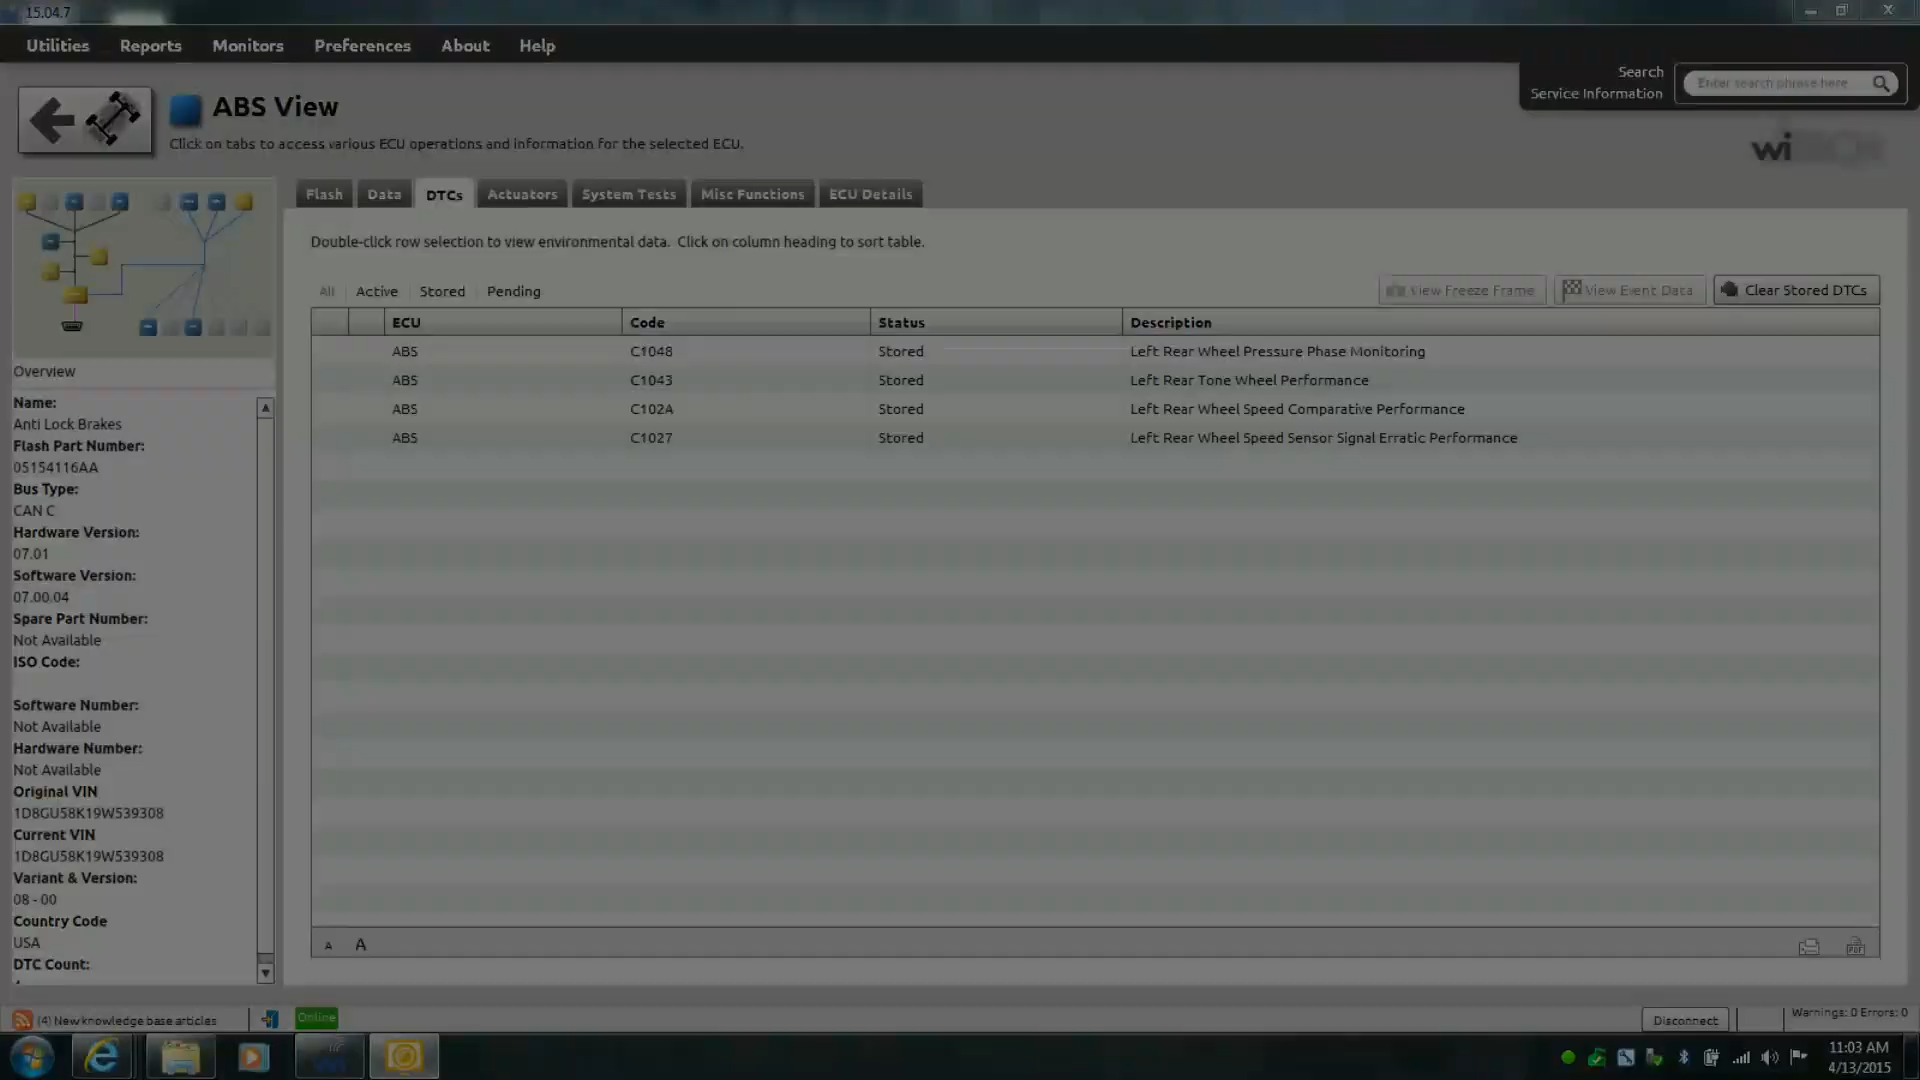 15.04.7
Utilities Reports Monitors Preferences About Help
Search
Service Information
Enter search phrase here
ABS View
Click on tabs to access various ECU operations and information for the selected ECU.
wi
Flash Data DTCs Actuators System Tests Misc Functions ECU Details
Double-click row selection to view environmental data. Click on column heading to sort table.
All Active Stored Pending
View Freeze Frame View Event Data Clear Stored DTCs
ECU Code Status Description
ABS C1048 Stored Left Rear Wheel Pressure Phase Monitoring
ABS C1043 Stored Left Rear Tone Wheel Performance
ABS C102A Stored Left Rear Wheel Speed Comparative Performance
ABS C1027 Stored Left Rear Wheel Speed Sensor Signal Erratic Performance
Overview
Name:
Anti Lock Brakes
Flash Part Number:
05154116AA
Bus Type:
CAN C
Hardware Version:
07.01
Software Version:
07.00.04
Spare Part Number:
Not Available
ISO Code:
Software Number:
Not Available
Hardware Number:
Not Available
Original VIN
1D8GU58K19W539308
Current VIN
1D8GU58K19W539308
Variant & Version:
08 - 00
Country Code
USA
DTC Count:
A A
PDF
(4) New knowledge base articles
Online
Disconnect
Warnings: 0 Errors: 0
11:03 AM
4/13/2015